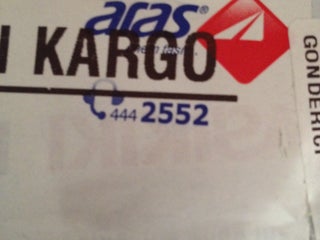 aras®
I KARGO
444 2552
GONDERICI